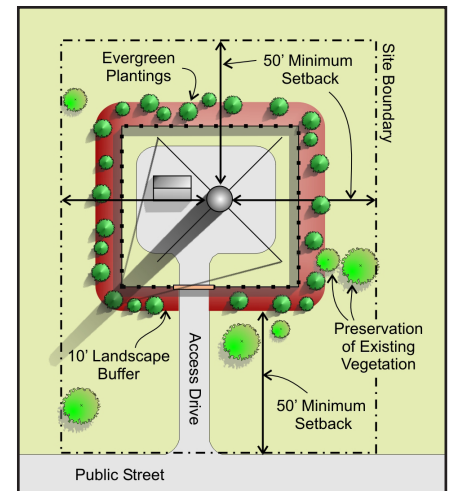 Evergreen
Plantings
50' Minimum
Setback
Site Boundary
10' Landscape
Buffer
Access Drive
Preservation
of Existing
Vegetation
50' Minimum
Setback
Public Street